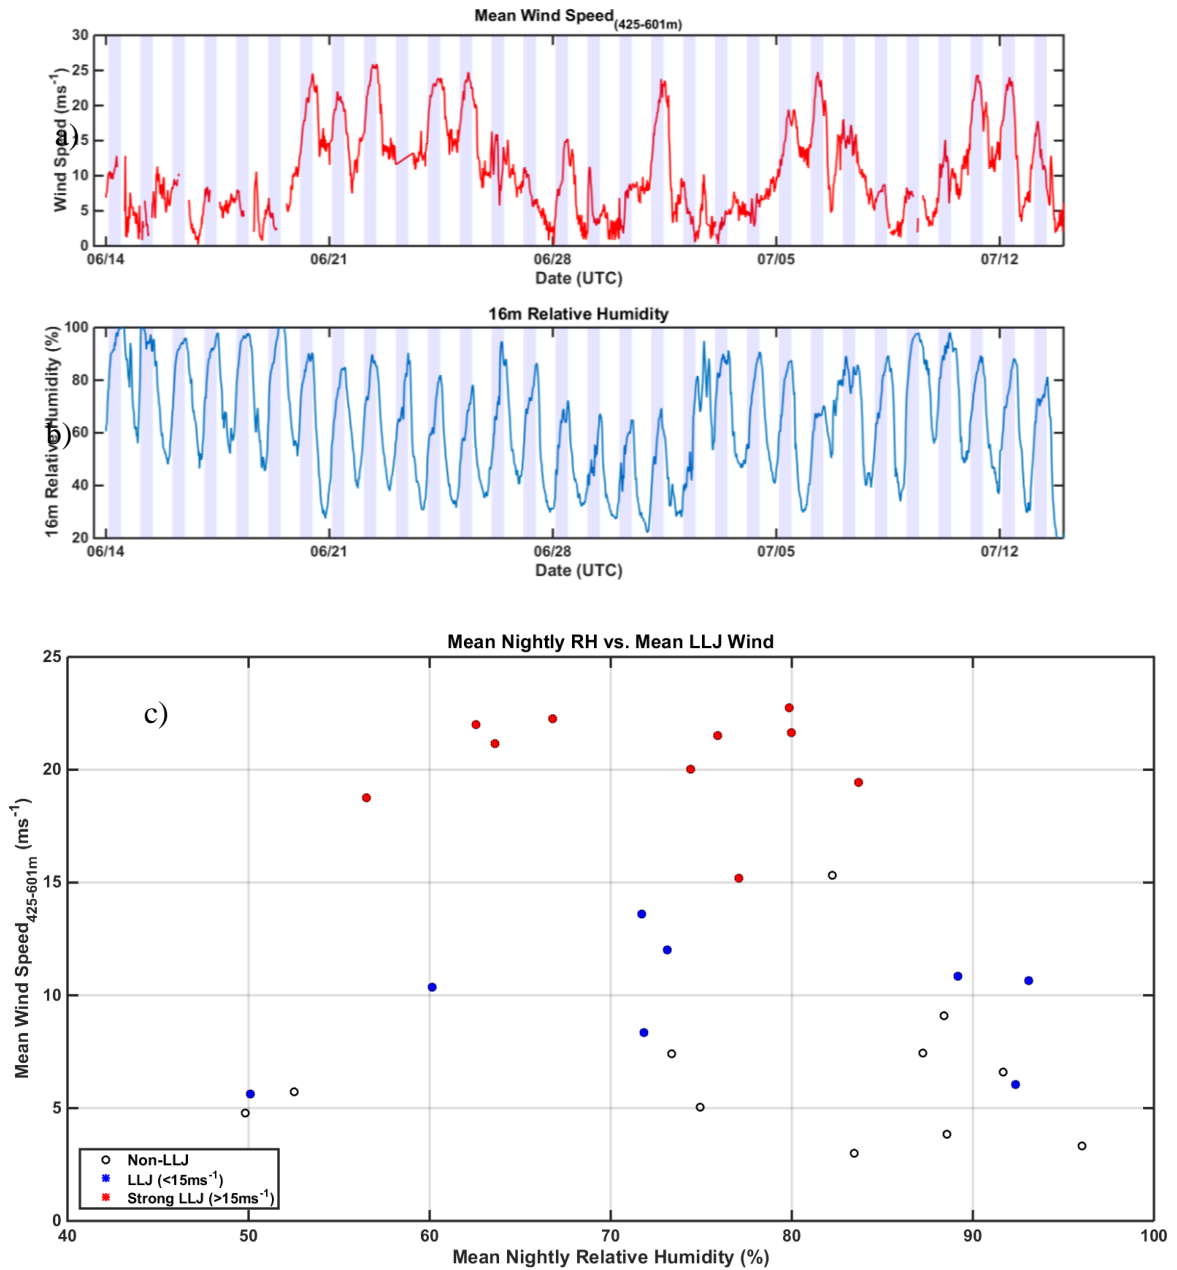 Mean Wind Speed(425-601m)
30
25
20
15
10
5
0
a)
Wind Speed (ms-1)
06/14 06/21 06/28 07/05 07/12
Date (UTC)
16m Relative Humidity
100
80
60
40
20
b)
16m Relative Humidity (%)
06/14 06/21 06/28 07/05 07/12
Date (UTC)
Mean Nightly RH vs. Mean LLJ Wind
25
20
15
10
5
0
c)
Mean Wind Speed425-601m (ms-1)
Non-LLJ
LLJ (<15ms-1)
Strong LLJ (>15ms-1)
40 50 60 70 80 90 100
Mean Nightly Relative Humidity (%)